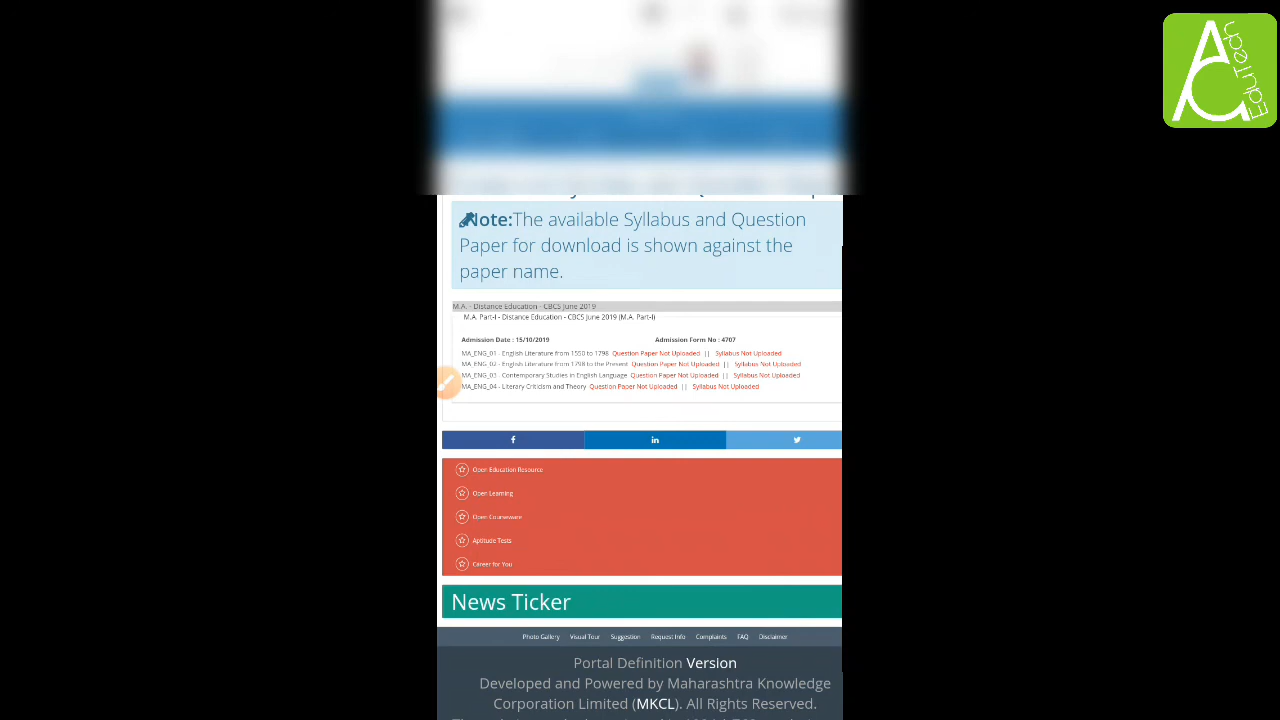 Note:The available Syllabus and Question
Paper for download is shown against the
paper name.
M.A. - Distance Education - CBCS June 2019
M.A. Part-I - Distance Education - CBCS June 2019 (M.A. Part-I)
Admission Date : 15/10/2019 Admission Form No : 4707
MA_ENG_01 - English Literature from 1550 to 1798 Question Paper Not Uploaded || Syllabus Not Uploaded
MA_ENG_02 - English Literature from 1798 to the Present Question Paper Not Uploaded || Syllabus Not Uploaded
MA_ENG_03 - Contemporary Studies in English Language Question Paper Not Uploaded || Syllabus Not Uploaded
MA_ENG_04 - Literary Criticism and Theory Question Paper Not Uploaded || Syllabus Not Uploaded
Open Education Resource
Open Learning
Open Courseware
Aptitude Tests
Career for You
News Ticker
Photo Gallery Visual Tour Suggestion Request Info Complaints FAQ Disclaimer
Portal Definition Version
Developed and Powered by Maharashtra Knowledge
Corporation Limited (MKCL). All Rights Reserved.